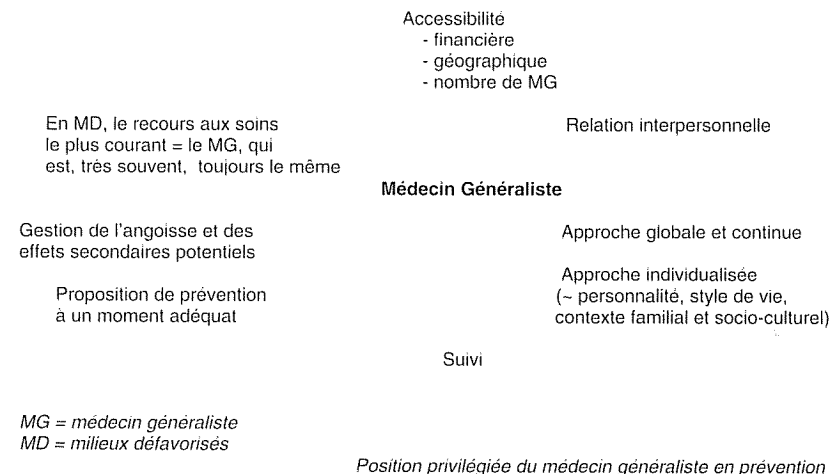 Accessibilité
- financière
- géographique
- nombre de MG
En MD, le recours aux soins
le plus courant = le MG, qui
est, très souvent, toujours le même
Relation interpersonnelle
Médecin Généraliste
Gestion de l'angoisse et des
effets secondaires potentiels
Approche globale et continue
Proposition de prévention
à un moment adéquat
Approche individualisée
(~ personnalité, style de vie,
contexte familial et socio-culturel)
Suivi
MG = médecin généraliste
MD = milieux défavorisés
Position privilégiée du médecin généraliste en prévention